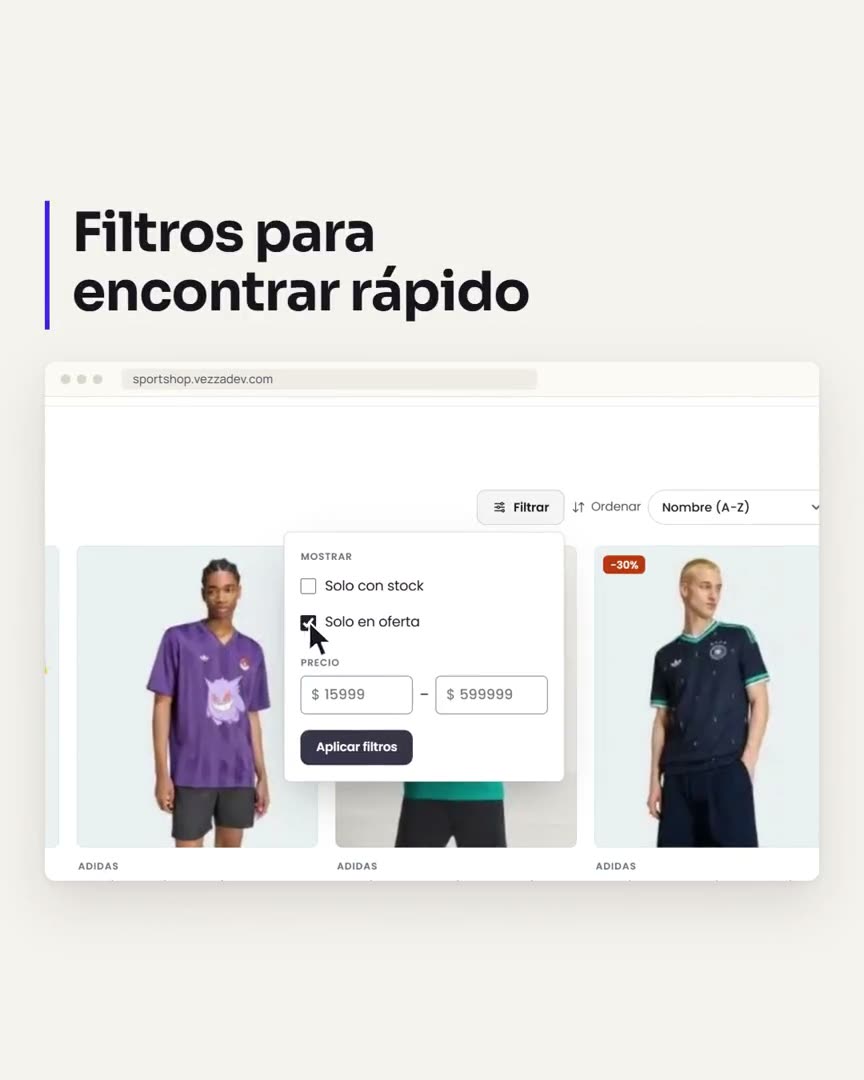 Filtros para
encontrar rápido
sportshop.vezzadev.com
Filtrar
Ordenar
Nombre (A-Z)
MOSTRAR
Solo con stock
Solo en oferta
PRECIO
$ 15999
–
$ 599999
Aplicar filtros
-30%
ADIDAS
ADIDAS
ADIDAS